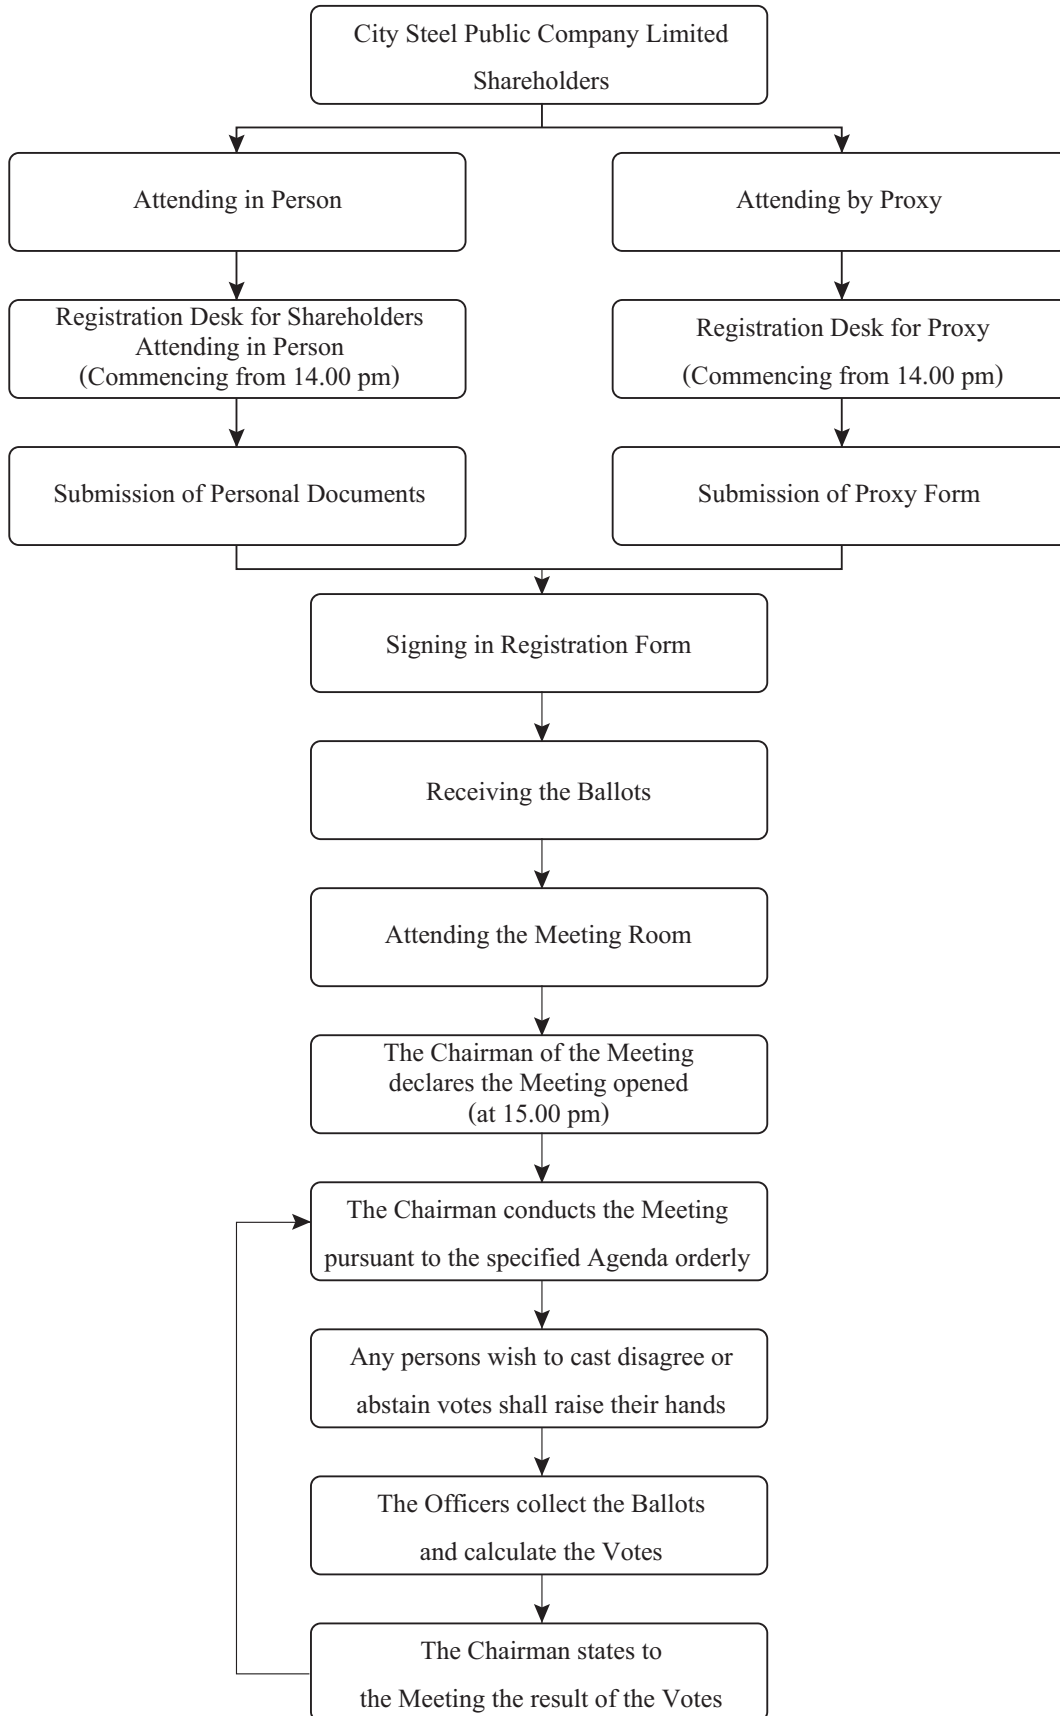 City Steel Public Company Limited
Shareholders
Attending in Person
Attending by Proxy
Registration Desk for Shareholders
Attending in Person
(Commencing from 14.00 pm)
Registration Desk for Proxy
(Commencing from 14.00 pm)
Submission of Personal Documents
Submission of Proxy Form
Signing in Registration Form
Receiving the Ballots
Attending the Meeting Room
The Chairman of the Meeting
declares the Meeting opened
(at 15.00 pm)
The Chairman conducts the Meeting
pursuant to the specified Agenda orderly
Any persons wish to cast disagree or
abstain votes shall raise their hands
The Officers collect the Ballots
and calculate the Votes
The Chairman states to
the Meeting the result of the Votes